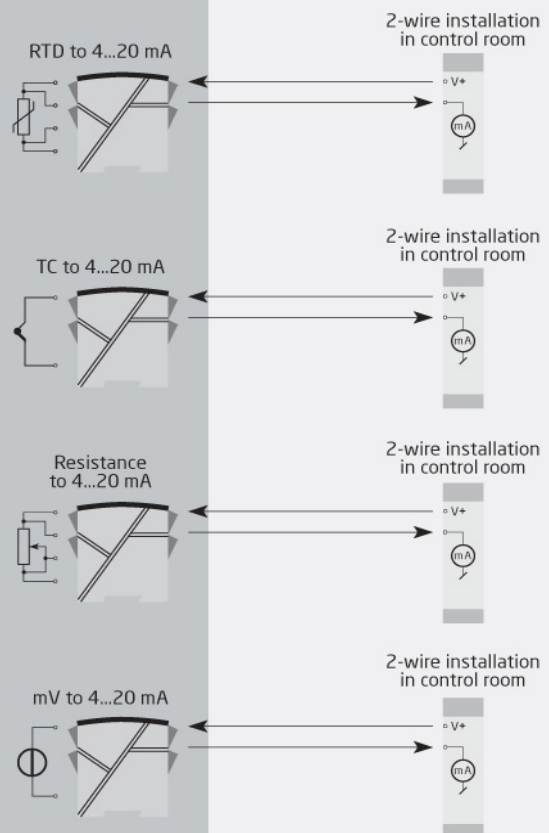 2-wire installation
in control room
RTD to 4...20 mA
V+
mA
2-wire installation
in control room
TC to 4...20 mA
V+
mA
2-wire installation
in control room
Resistance
to 4...20 mA
V+
mA
2-wire installation
in control room
mV to 4...20 mA
V+
mA